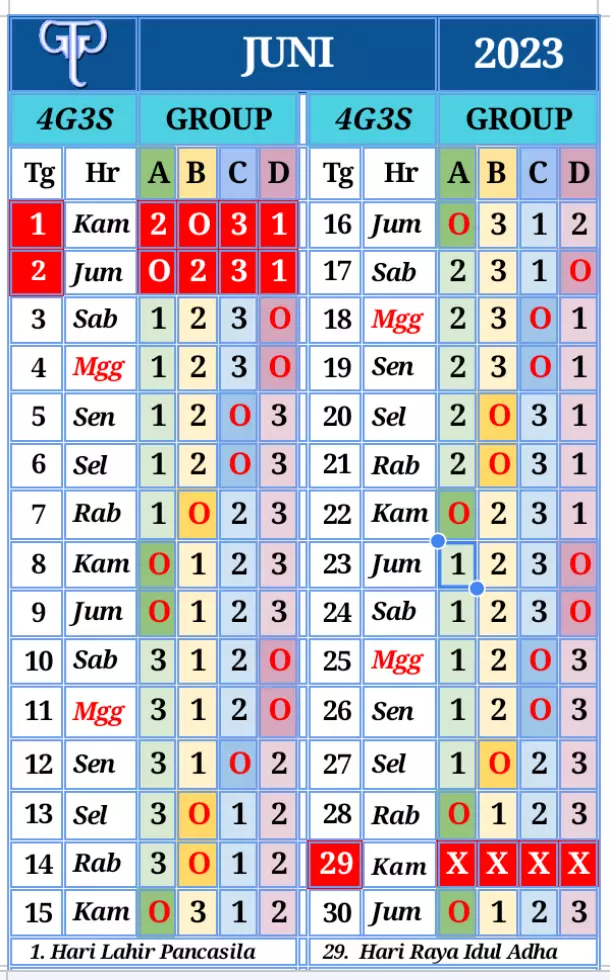 GTP
JUNI 2023
4G3S GROUP 4G3S GROUP
Tg Hr A B C D Tg Hr A B C D
1 Kam 2 O 3 1 16 Jum O 3 1 2
2 Jum O 2 3 1 17 Sab 2 3 1 O
3 Sab 1 2 3 O 18 Mgg 2 3 O 1
4 Mgg 1 2 3 O 19 Sen 2 3 O 1
5 Sen 1 2 O 3 20 Sel 2 O 3 1
6 Sel 1 2 O 3 21 Rab 2 O 3 1
7 Rab 1 O 2 3 22 Kam O 2 3 1
8 Kam O 1 2 3 23 Jum 1 2 3 O
9 Jum O 1 2 3 24 Sab 1 2 3 O
10 Sab 3 1 2 O 25 Mgg 1 2 O 3
11 Mgg 3 1 2 O 26 Sen 1 2 O 3
12 Sen 3 1 O 2 27 Sel 1 O 2 3
13 Sel 3 O 1 2 28 Rab O 1 2 3
14 Rab 3 O 1 2 29 Kam X X X X
15 Kam O 3 1 2 30 Jum O 1 2 3
1. Hari Lahir Pancasila 29. Hari Raya Idul Adha